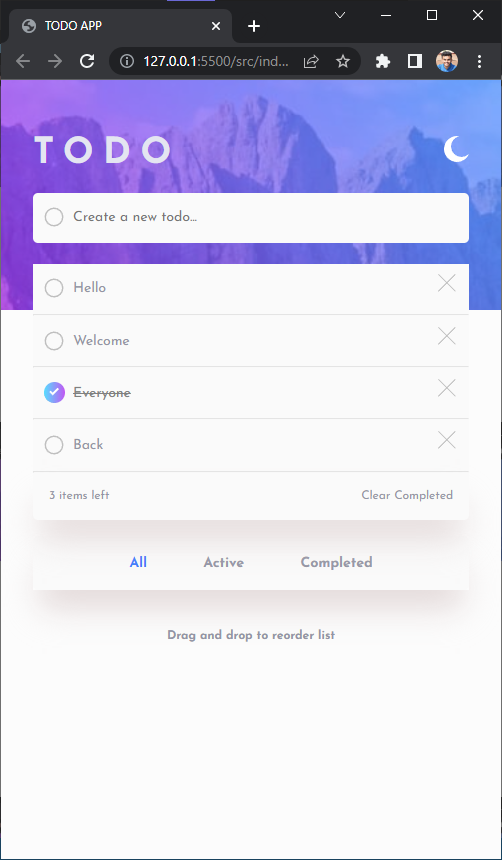 TODO APP
127.0.0.1:5500/src/ind...
TODO
Create a new todo...
Hello
Welcome
Everyone
Back
3 items left
Clear Completed
All
Active
Completed
Drag and drop to reorder list